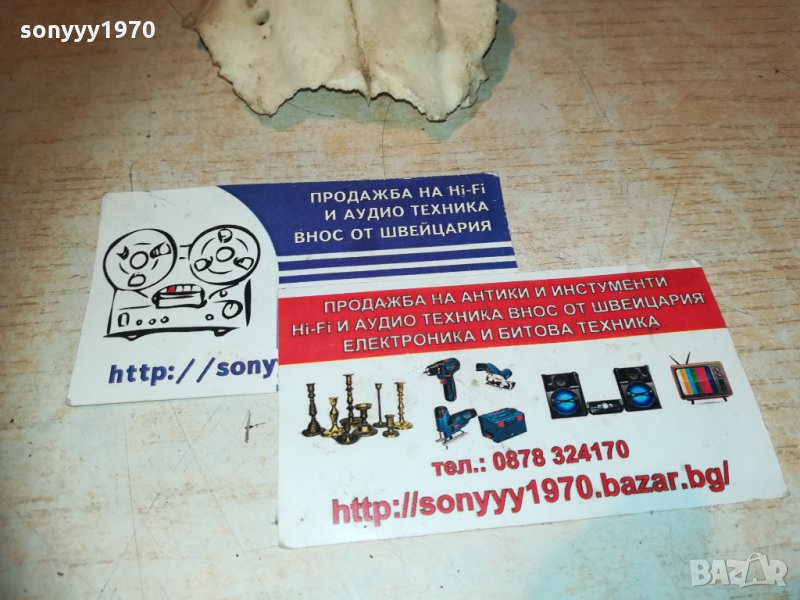 sonyyy1970
ПРОДАЖБА НА Hi-Fi
И АУДИО ТЕХНИКА
ВНОС ОТ ШВЕЙЦАРИЯ
http://sony
ПРОДАЖБА НА АНТИКИ И ИНСТУМЕНТИ
Hi-Fi И АУДИО ТЕХНИКА ВНОС ОТ ШВЕЙЦАРИЯ
ЕЛЕКТРОНИКА И БИТОВА ТЕХНИКА
тел.: 0878 324170
http://sonyyy1970.bazar.bg/
BAZAR